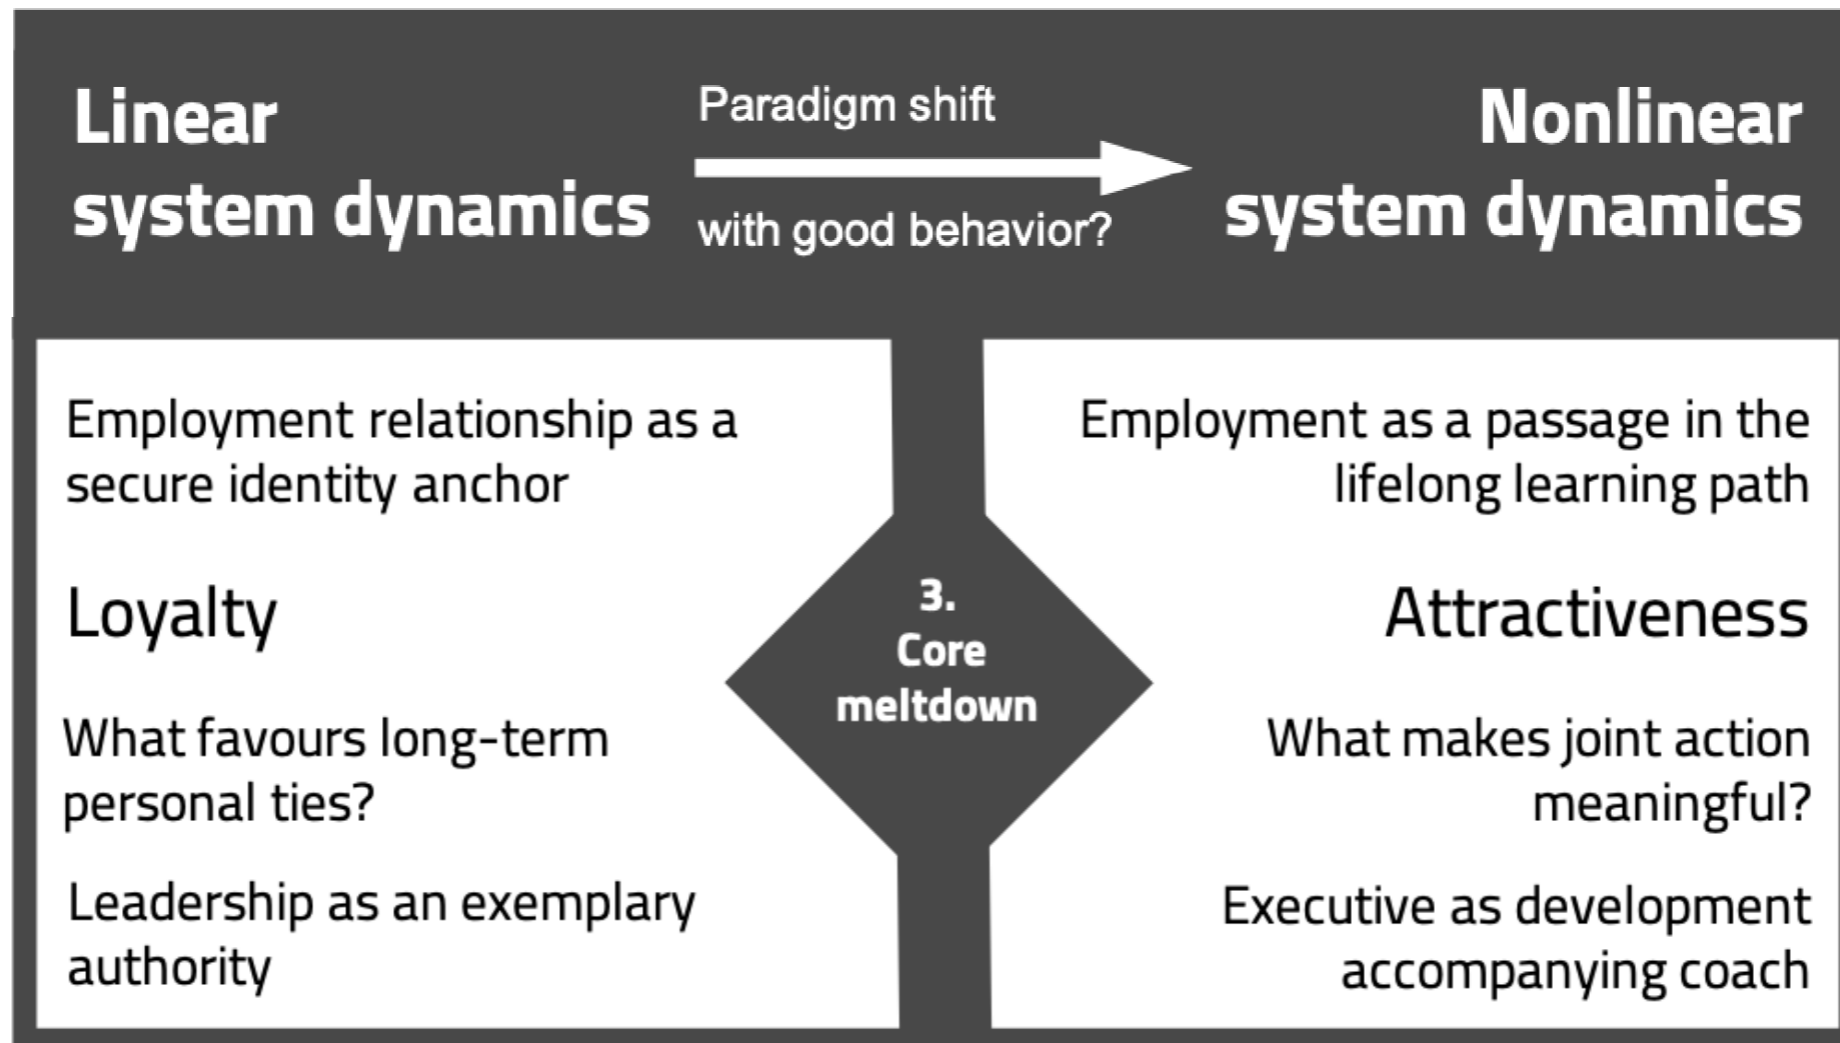 Linear
system dynamics
Paradigm shift
with good behavior?
Nonlinear
system dynamics
Employment relationship as a
secure identity anchor
Loyalty
What favours long-term
personal ties?
Leadership as an exemplary
authority
3.
Core
meltdown
Employment as a passage in the
lifelong learning path
Attractiveness
What makes joint action
meaningful?
Executive as development
accompanying coach